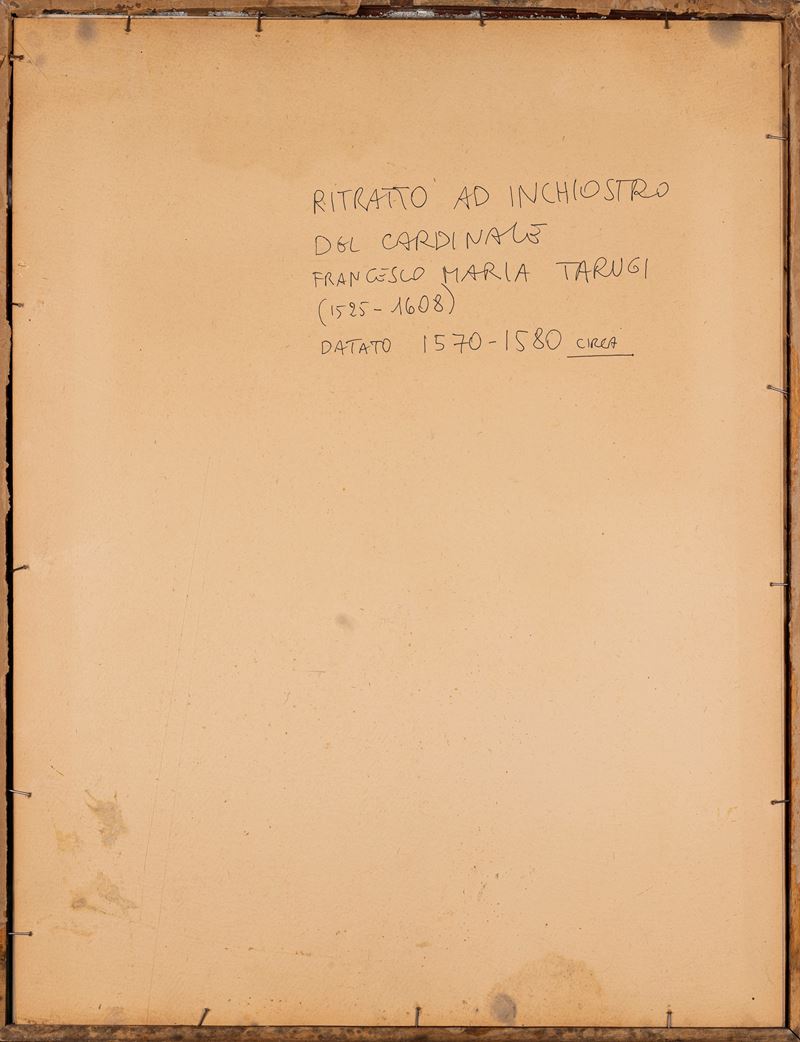 RITRATTO AD INCHIOSTRO
DEL CARDINALE
FRANCESCO MARIA TARUGI
(1525-1608)
DATATO 1570-1580 CIRCA